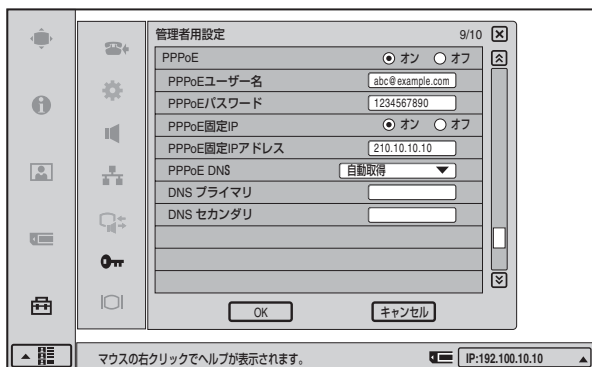 管理者用設定 9/10
PPPoE オン オフ
PPPoEユーザー名 abc@example.com
PPPoEパスワード 1234567890
PPPoE固定IP オン オフ
PPPoE固定IPアドレス 210.10.10.10
PPPoE DNS 自動取得
DNS プライマリ
DNS セカンダリ
OK キャンセル
マウスの右クリックでヘルプが表示されます。 IP:192.100.10.10